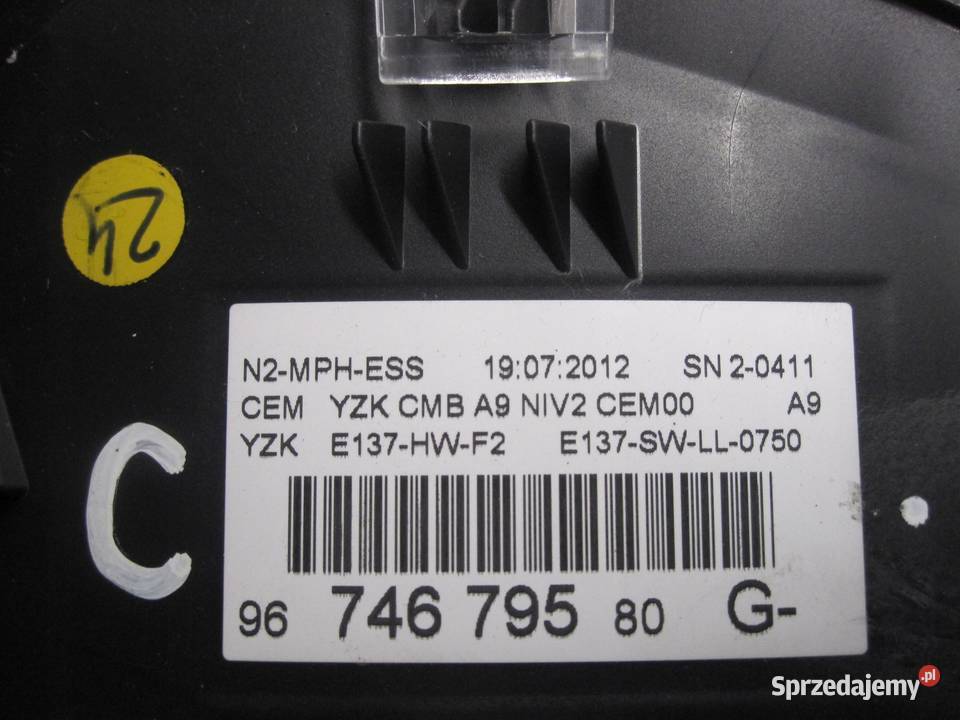 24
N2-MPH-ESS 19:07:2012 SN 2-0411
CEM YZK CMB A9 NIV2 CEM00 A9
YZK E137-HW-F2 E137-SW-LL-0750
C
96 746 795 80 G-
Sprzedajemy.pl